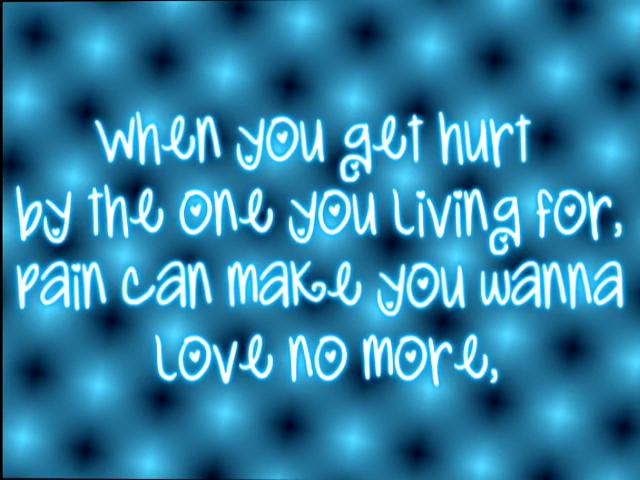 when you get hurt
by the one you living for,
pain can make you wanna
love no more,